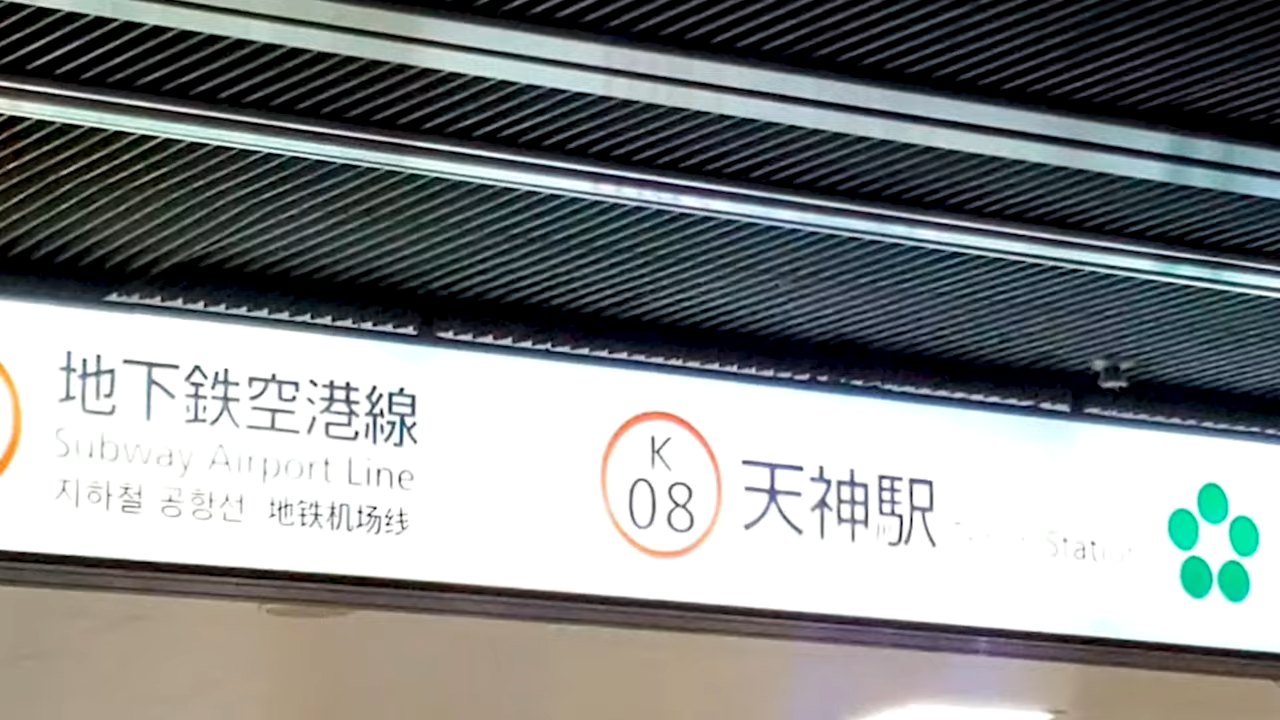 地下鉄空港線
Subway Airport Line
지하철 공항선 地铁机场线
K
08
天神駅 Station